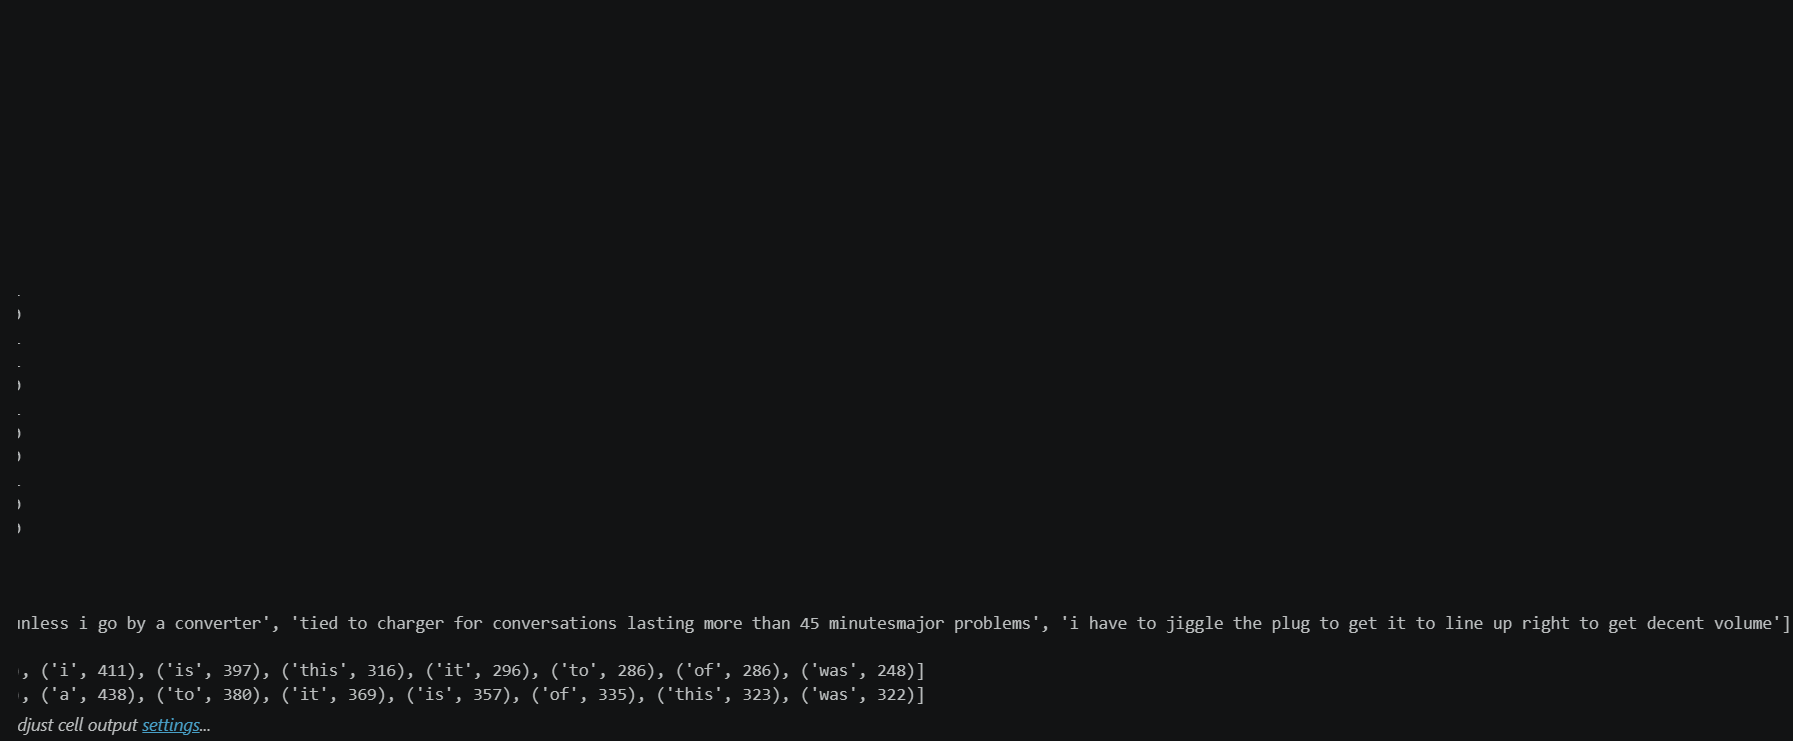 unless i go by a converter', 'tied to charger for conversations lasting more than 45 minutesmajor problems', 'i have to jiggle the plug to get it to line up right to get decent volume']
, ('i', 411), ('is', 397), ('this', 316), ('it', 296), ('to', 286), ('of', 286), ('was', 248)]
, ('a', 438), ('to', 380), ('it', 369), ('is', 357), ('of', 335), ('this', 323), ('was', 322)]
djust cell output settings...